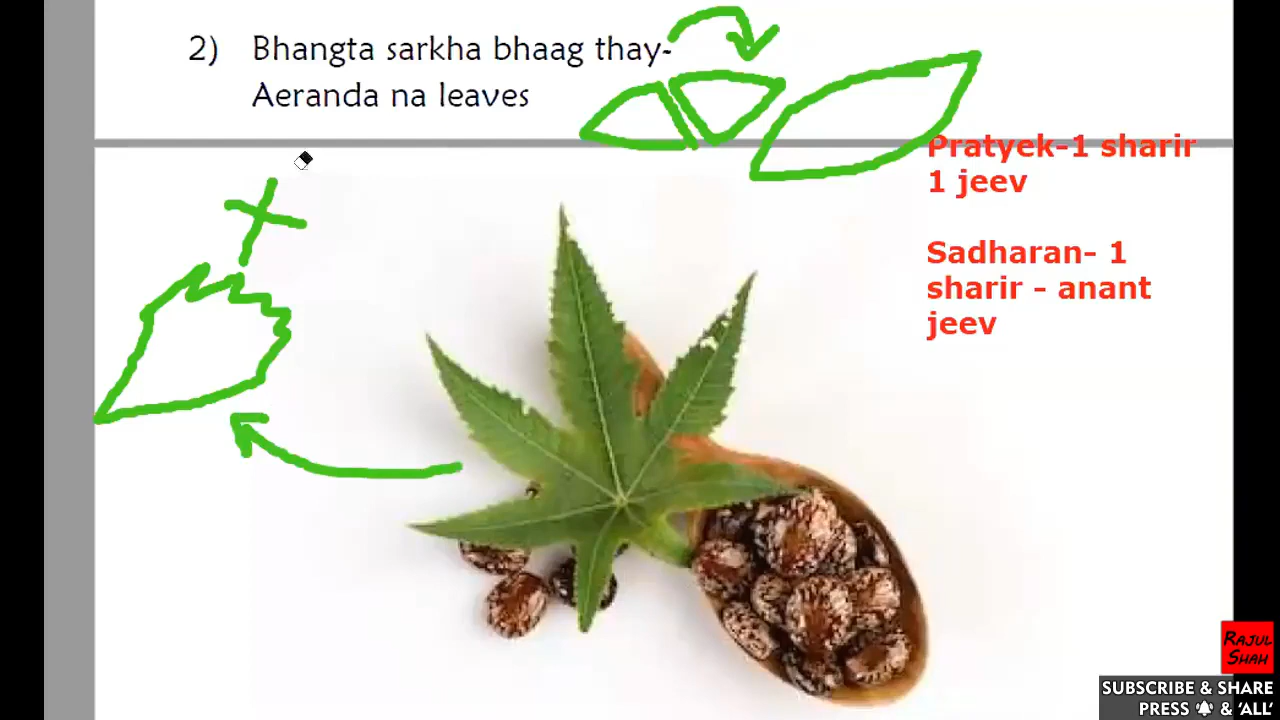 2) Bhangta sarkha bhaag thay-
Aeranda na leaves
Pratyek-1 sharir
1 jeev
Sadharan- 1
sharir - anant
jeev
RAJUL
SHAH
SUBSCRIBE & SHARE
PRESS 🔔 & 'ALL'